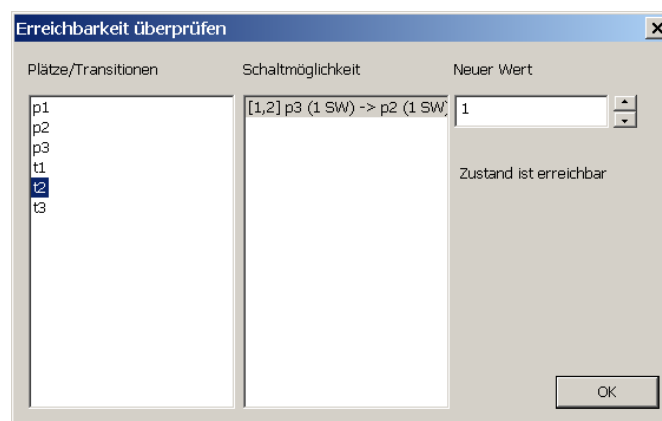 Erreichbarkeit überprüfen
Plätze/Transitionen
Schaltmöglichkeit
Neuer Wert
p1
p2
p3
t1
t2
t3
[1,2] p3 (1 SW) -> p2 (1 SW)
1
Zustand ist erreichbar
OK